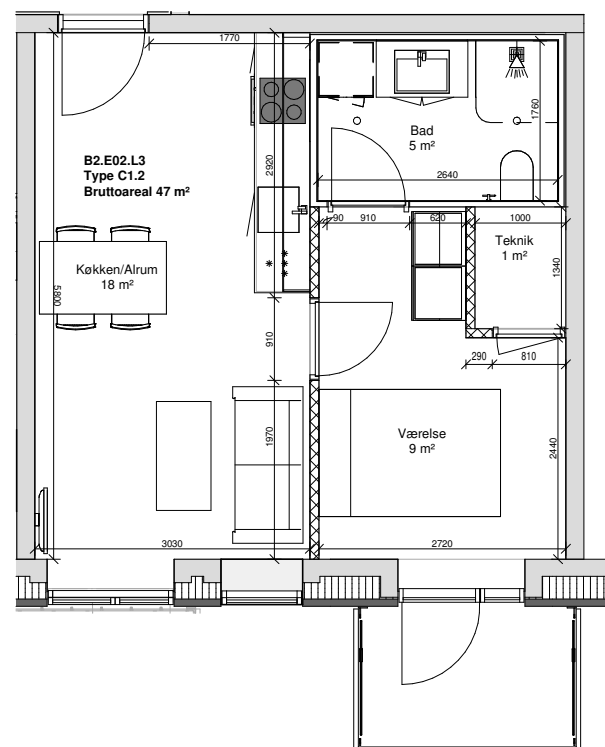 1770
B2.E02.L3
Type C1.2
Bruttoareal 47 m²
2920
Bad
5 m²
1760
2640
90
910
620
1000
Teknik
1 m²
1340
Køkken/Alrum
18 m²
5800
910
290
810
1970
Værelse
9 m²
2440
3030
2720